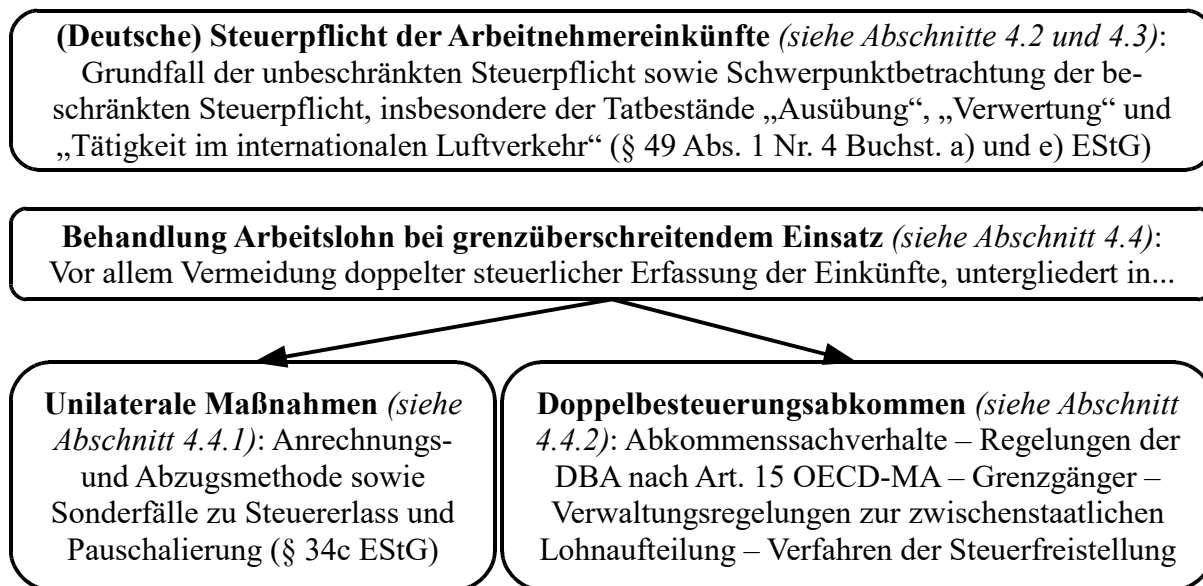 (Deutsche) Steuerpflicht der Arbeitnehmereinkünfte (siehe Abschnitte 4.2 und 4.3):
Grundfall der unbeschränkten Steuerpflicht sowie Schwerpunktbetrachtung der be-
schränkten Steuerpflicht, insbesondere der Tatbestände „Ausübung“, „Verwertung“ und
„Tätigkeit im internationalen Luftverkehr“ (§ 49 Abs. 1 Nr. 4 Buchst. a) und e) EStG)
Behandlung Arbeitslohn bei grenzüberschreitendem Einsatz (siehe Abschnitt 4.4):
Vor allem Vermeidung doppelter steuerlicher Erfassung der Einkünfte, untergliedert in...
Unilaterale Maßnahmen (siehe
Abschnitt 4.4.1): Anrechnungs-
und Abzugsmethode sowie
Sonderfälle zu Steuererlass und
Pauschalierung (§ 34c EStG)
Doppelbesteuerungsabkommen (siehe Abschnitt
4.4.2): Abkommenssachverhalte – Regelungen der
DBA nach Art. 15 OECD-MA – Grenzgänger –
Verwaltungsregelungen zur zwischenstaatlichen
Lohnaufteilung – Verfahren der Steuerfreistellung